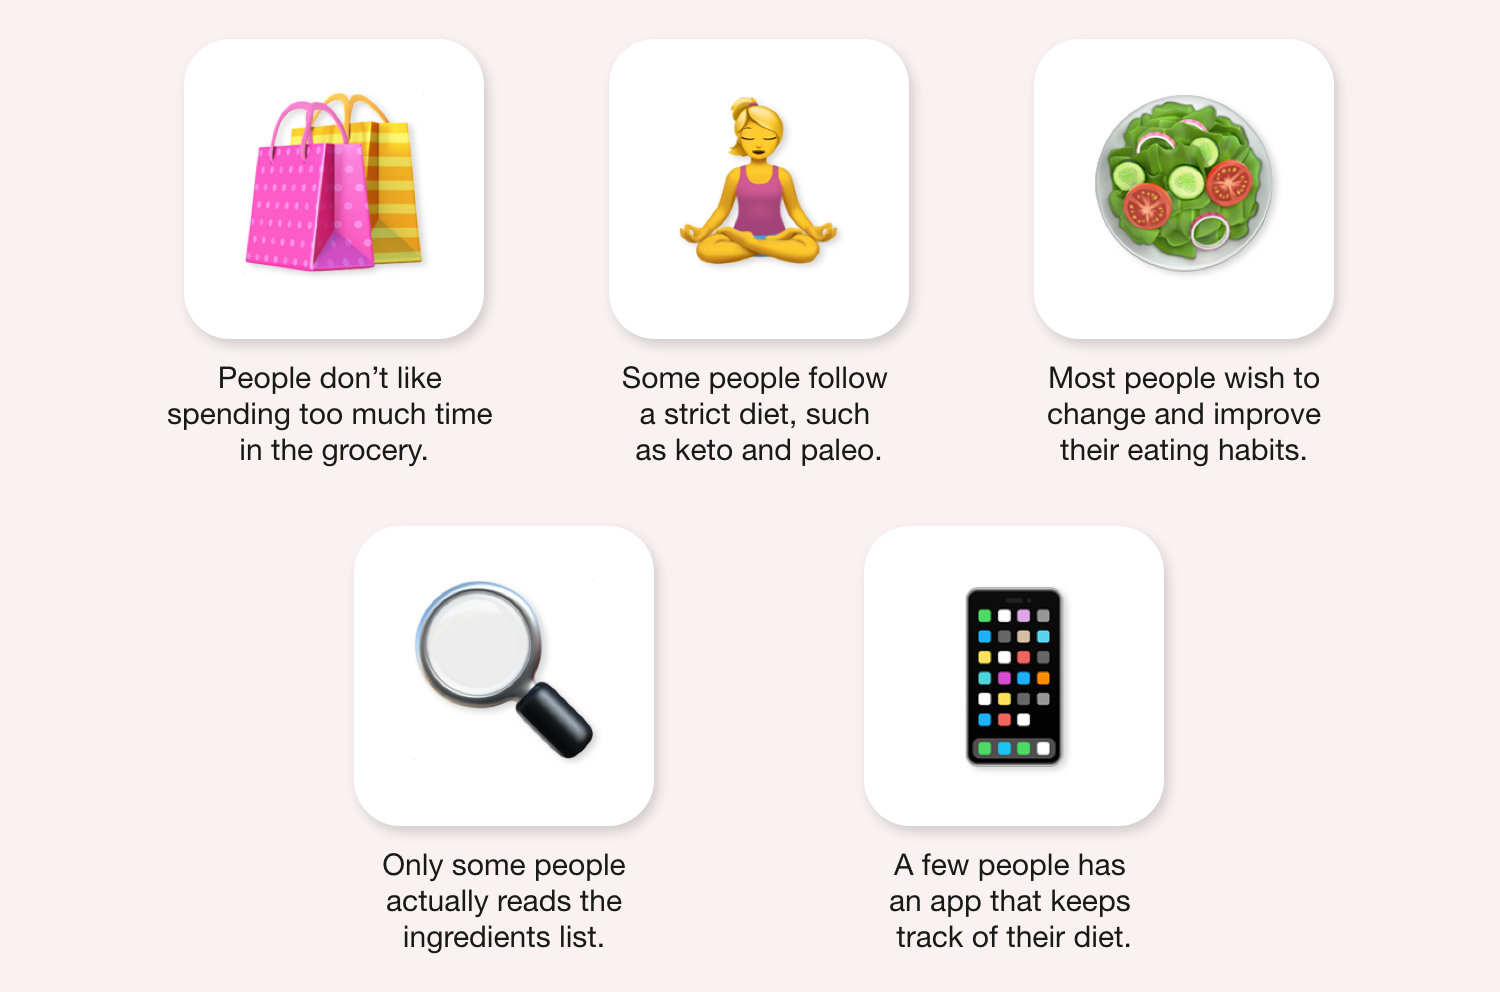 People don’t like
spending too much time
in the grocery.
Some people follow
a strict diet, such
as keto and paleo.
Most people wish to
change and improve
their eating habits.
Only some people
actually reads the
ingredients list.
A few people has
an app that keeps
track of their diet.